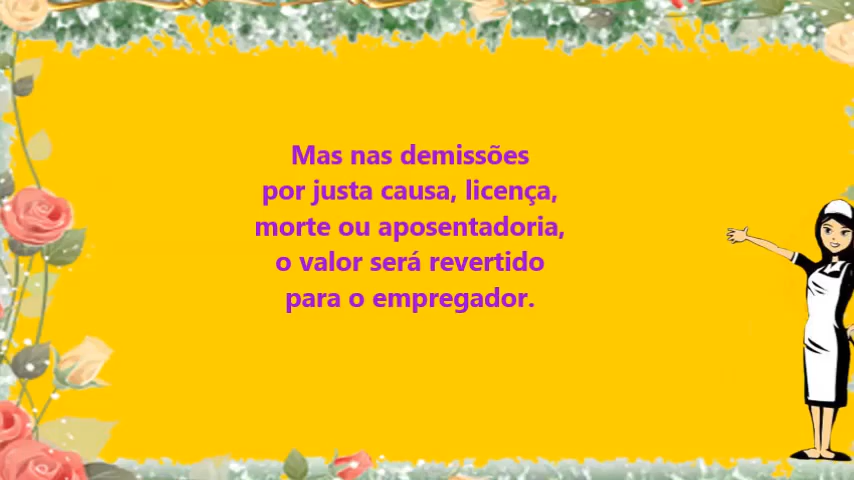 Mas nas demissões
por justa causa, licença,
morte ou aposentadoria,
o valor será revertido
para o empregador.